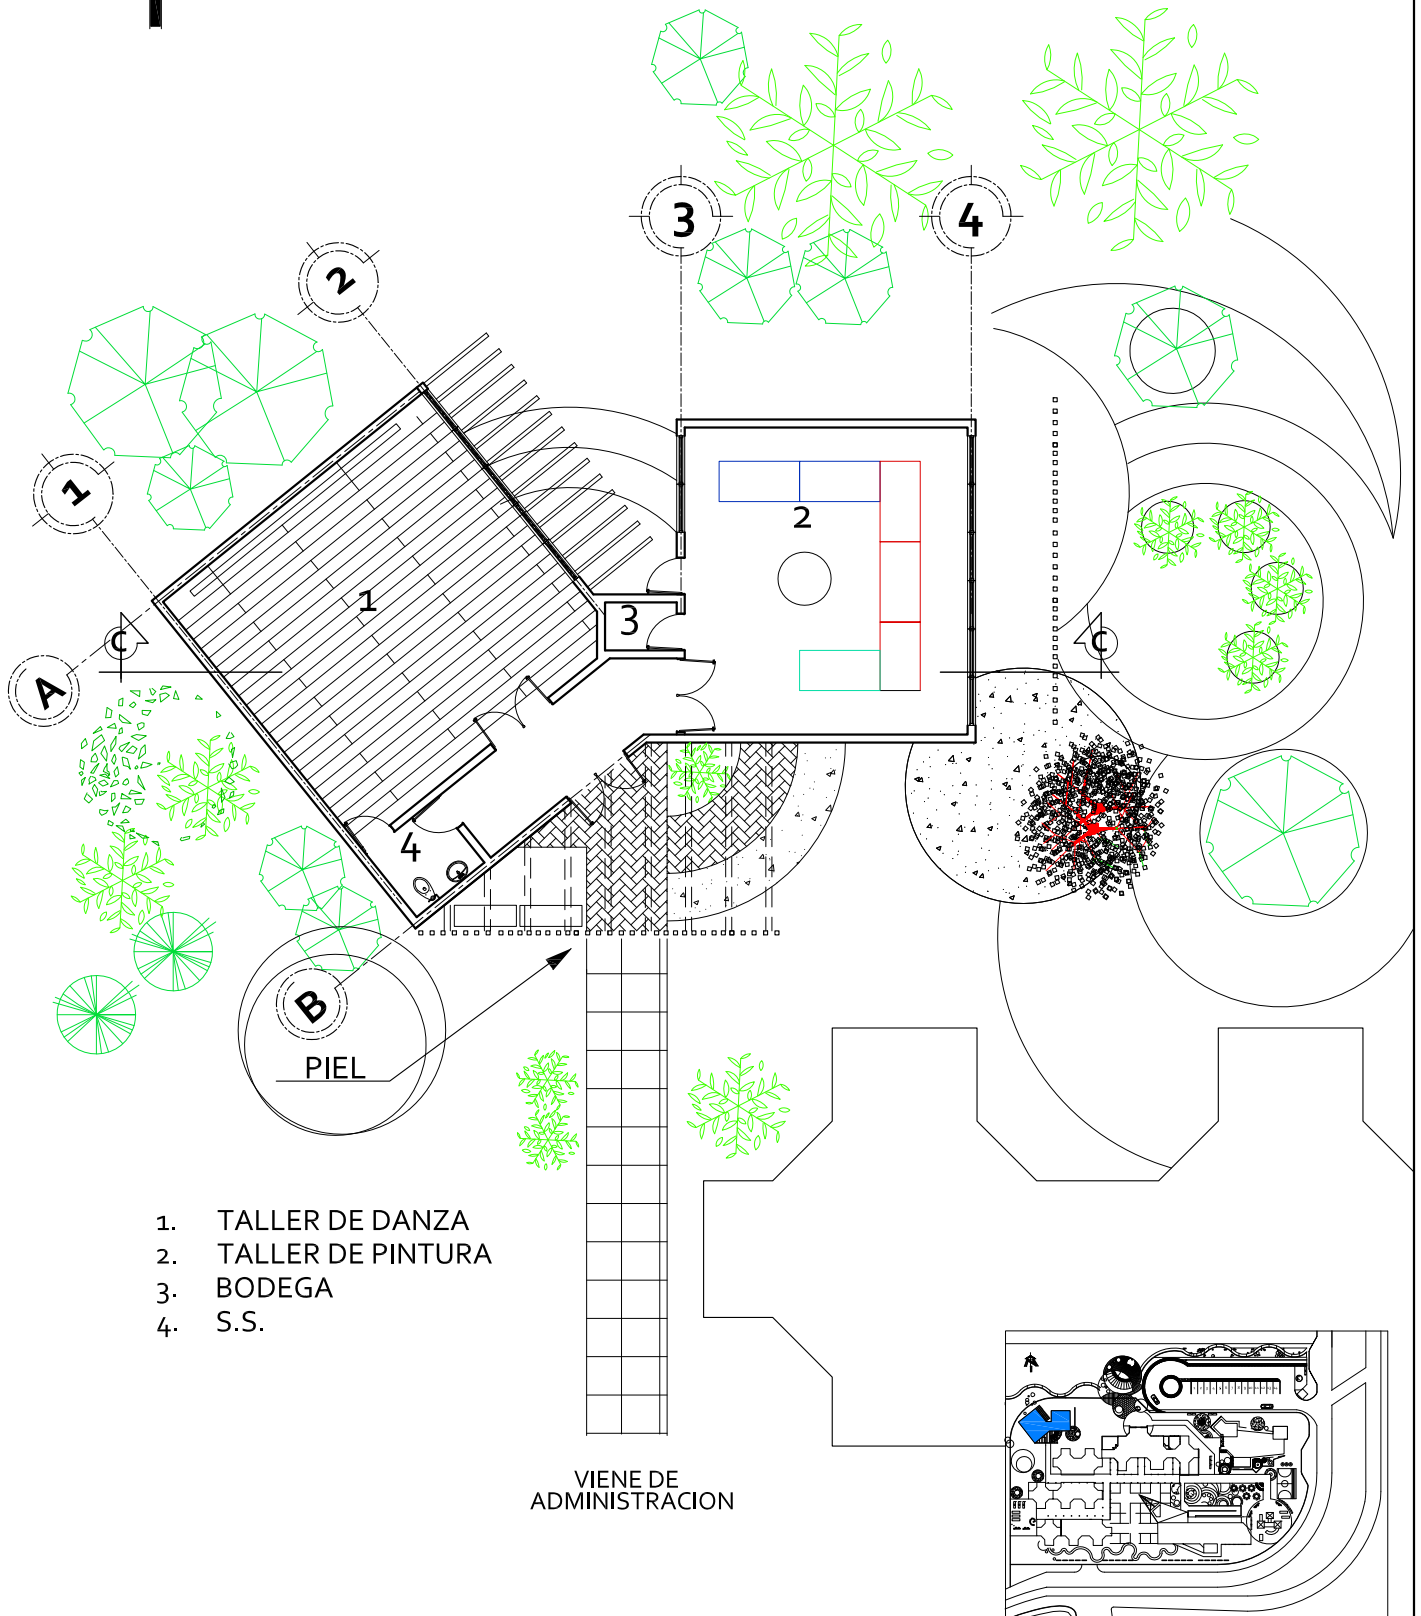 3
4
2
1
2
1
3
C
C
A
4
B
PIEL
1. TALLER DE DANZA
2. TALLER DE PINTURA
3. BODEGA
4. S.S.
VIENE DE
ADMINISTRACION